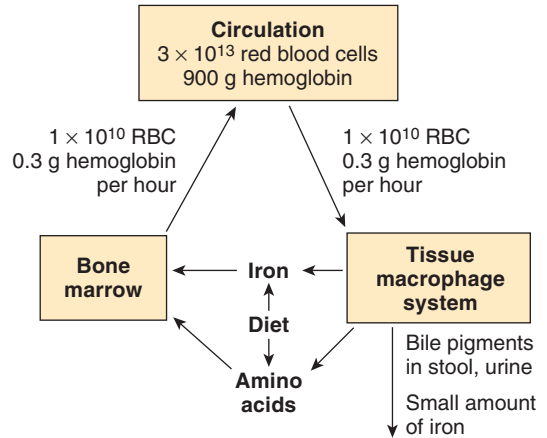 Circulation
3 × 10¹³ red blood cells
900 g hemoglobin
1 × 10¹⁰ RBC
0.3 g hemoglobin
per hour
1 × 10¹⁰ RBC
0.3 g hemoglobin
per hour
Bone
marrow
Iron
Diet
Amino
acids
Tissue
macrophage
system
Bile pigments
in stool, urine
Small amount
of iron